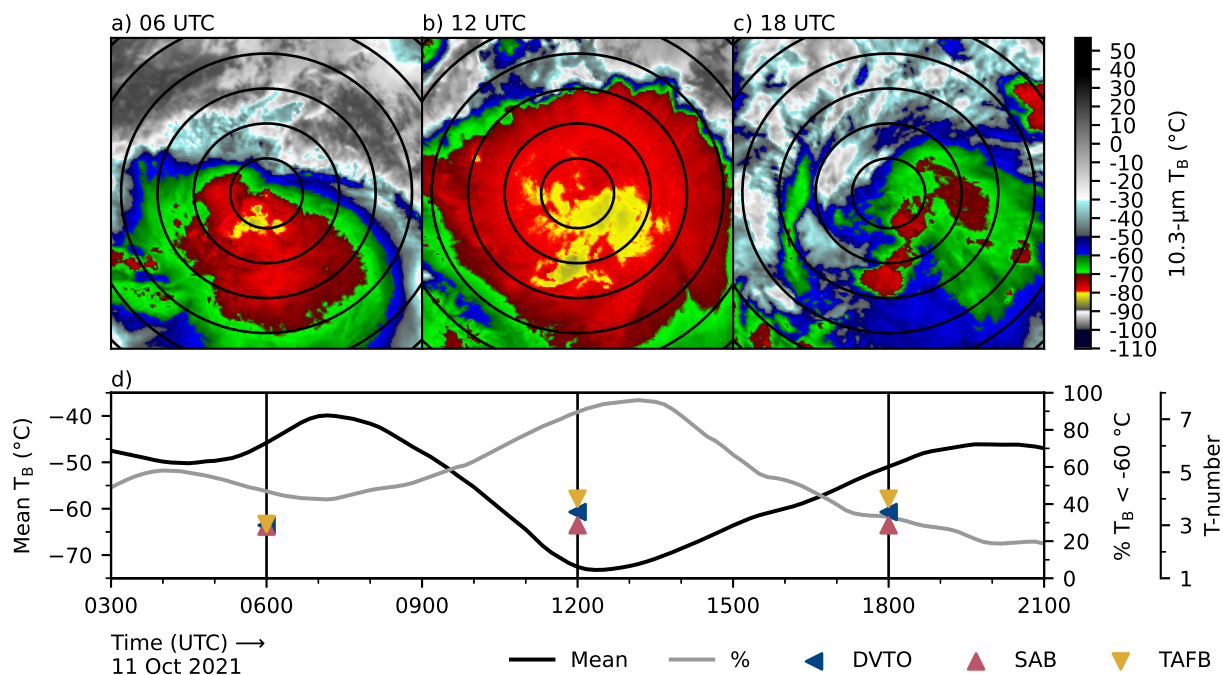 a) 06 UTC
b) 12 UTC
c) 18 UTC
50
40
30
20
10
0
-10
-20
-30
-40
-50
-60
-70
-80
-90
-100
-110
10.3-μm T_B (°C)
d)
Mean T_B (°C)
−40
−50
−60
−70
100
80
60
40
20
0
% T_B < -60 °C
7
5
3
1
T-number
0300 0600 0900 1200 1500 1800 2100
Time (UTC) →
11 Oct 2021
Mean % DVTO SAB TAFB